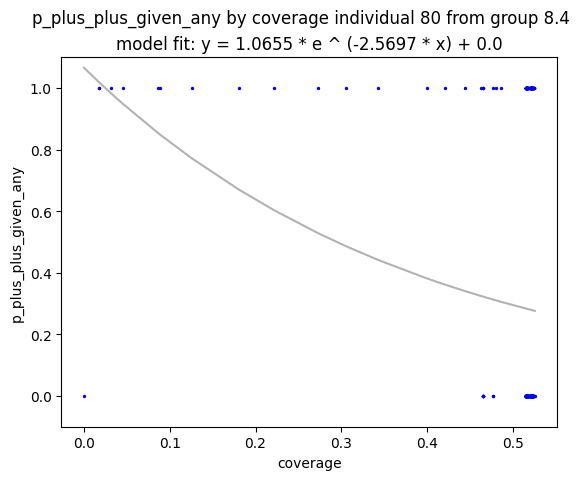 p_plus_plus_given_any by coverage individual 80 from group 8.4
model fit: y = 1.0655 * e ^ (-2.5697 * x) + 0.0
1.0
0.8
0.6
0.4
0.2
0.0
p_plus_plus_given_any
0.0 0.1 0.2 0.3 0.4 0.5
coverage